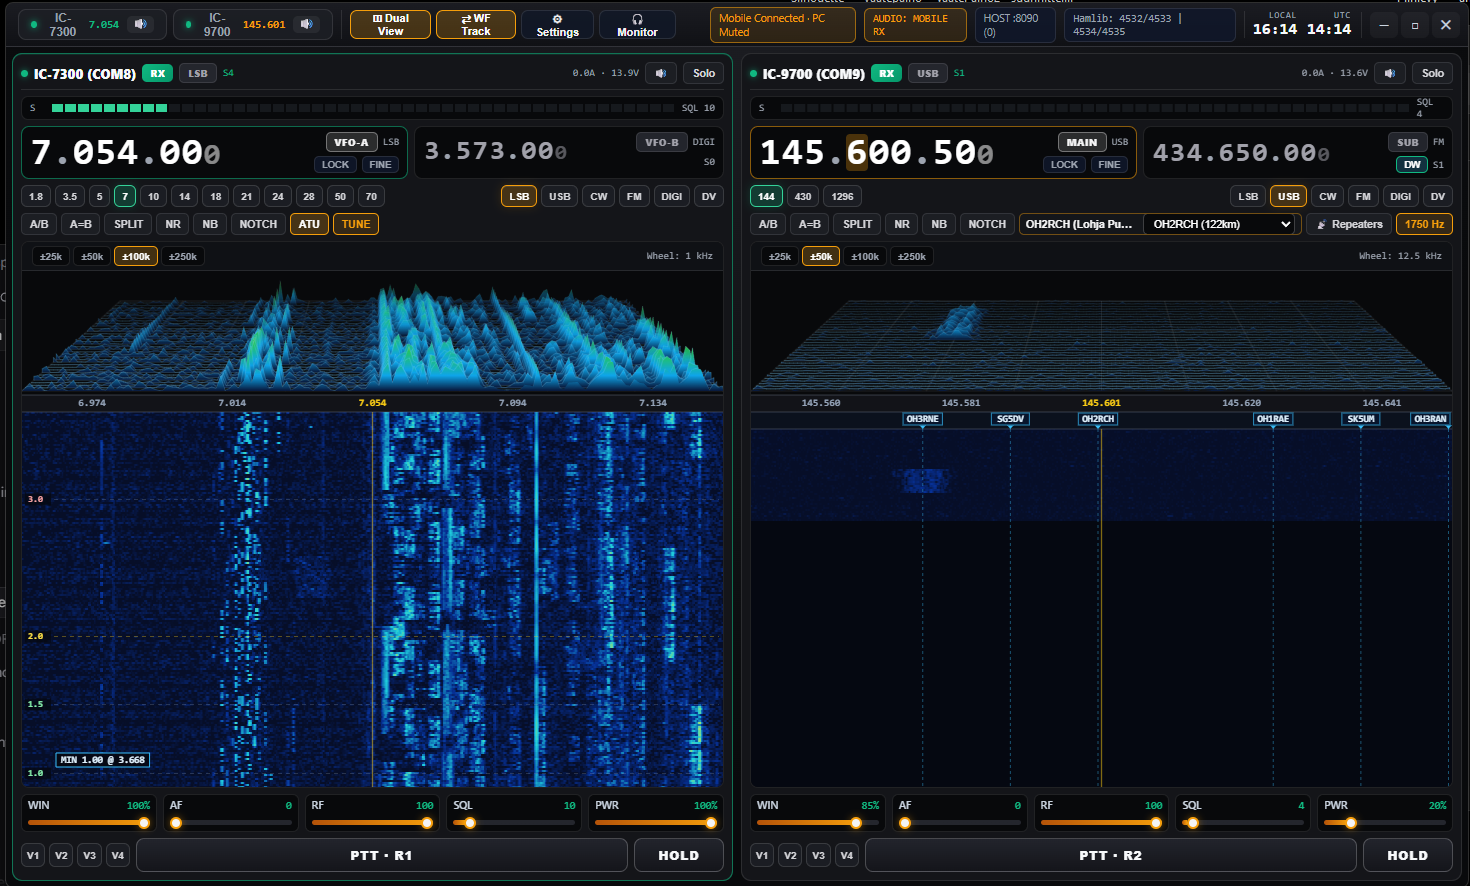 IC-7300 7.054
IC-9700 145.601
Dual View
WF Track
Settings
Monitor
Mobile Connected · PC Muted
AUDIO: MOBILE RX
HOST :8090 (0)
Hamlib: 4532/4533 | 4534/4535
LOCAL 16:14
UTC 14:14
IC-7300 (COM8) RX LSB S4 0.0A · 13.9V Solo
S SQL 10
7.054.000 VFO-A LSB LOCK FINE
3.573.000 VFO-B DIGI S0
1.8 3.5 5 7 10 14 18 21 24 28 50 70 LSB USB CW FM DIGI DV
A/B A=B SPLIT NR NB NOTCH ATU TUNE
±25k ±50k ±100k ±250k Wheel: 1 kHz
6.974 7.014 7.054 7.094 7.134
3.0
2.0
1.5
MIN 1.00 @ 3.668
1.0
WIN 100% AF 0 RF 100 SQL 10 PWR 100%
V1 V2 V3 V4 PTT · R1 HOLD
IC-9700 (COM9) RX USB S1 0.0A · 13.6V Solo
S SQL 4
145.600.500 MAIN USB LOCK FINE
434.650.000 SUB FM DW S1
144 430 1296 LSB USB CW FM DIGI DV
A/B A=B SPLIT NR NB NOTCH OH2RCH (Lohja Pu... OH2RCH (122km) Repeaters 1750 Hz
±25k ±50k ±100k ±250k Wheel: 12.5 kHz
145.560 145.581 145.601 145.620 145.641
OH3RNE SG5DV OH2RCH OH1RAE SK5UM OH3RAN
WIN 85% AF 0 RF 100 SQL 4 PWR 20%
V1 V2 V3 V4 PTT · R2 HOLD